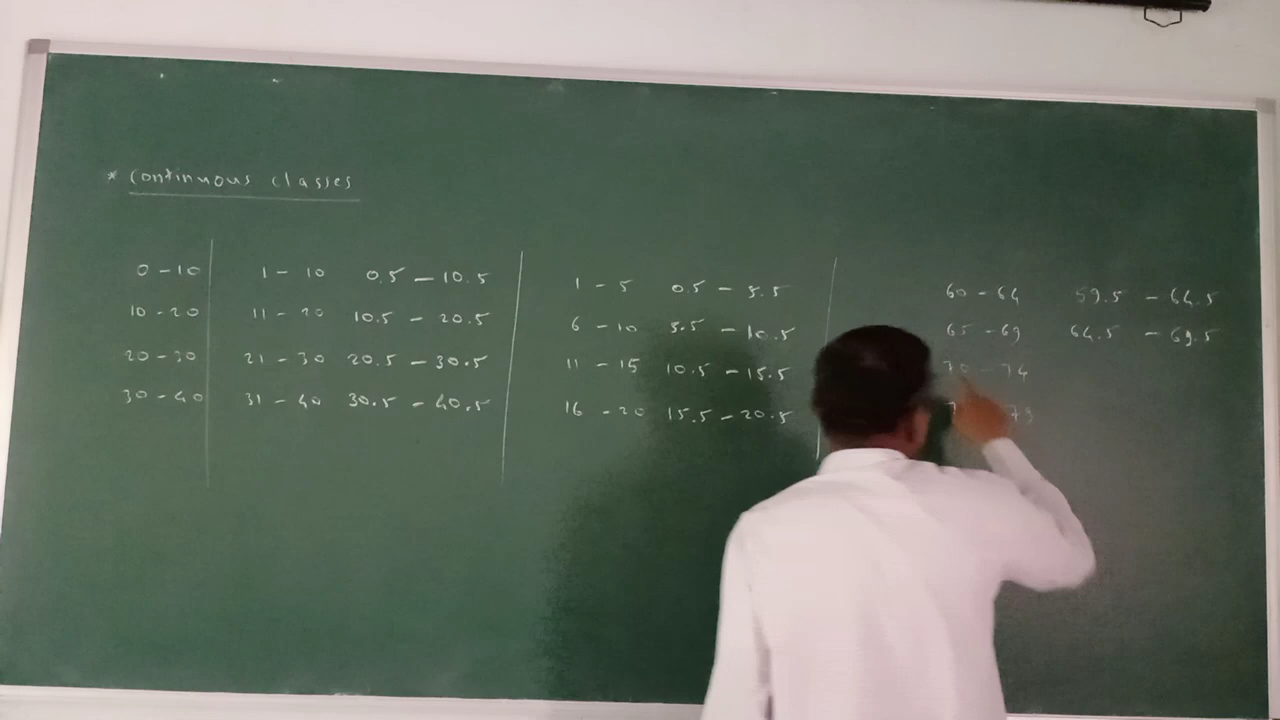 * continuous classes
0 - 10 1 - 10 0.5 - 10.5 1 - 5 0.5 - 5.5 60 - 64 59.5 - 64.5
10 - 20 11 - 20 10.5 - 20.5 6 - 10 5.5 - 10.5 65 - 69 64.5 - 69.5
20 - 30 21 - 30 20.5 - 30.5 11 - 15 10.5 - 15.5 70 - 74
30 - 40 31 - 40 30.5 - 40.5 16 - 20 15.5 - 20.5 79